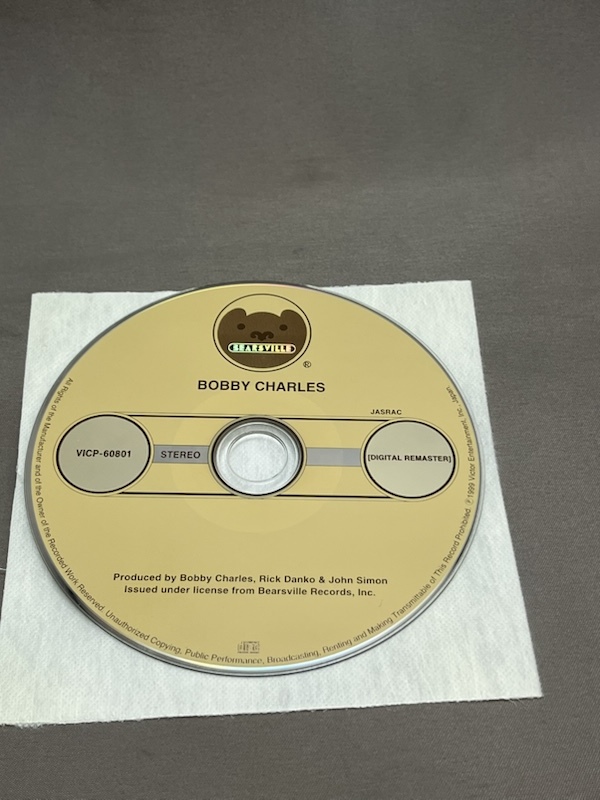 BEARSVILLE
®
BOBBY CHARLES
JASRAC
VICP-60801
STEREO
[DIGITAL REMASTER]
Produced by Bobby Charles, Rick Danko & John Simon
Issued under license from Bearsville Records, Inc.
All Rights of the Manufacturer and of the Owner of the Recorded Work Reserved. Unauthorized Copying, Public Performance, Broadcasting, Renting and Making Transmittable of This Record Prohibited. ℗1999 Victor Entertainment, Inc., Japan